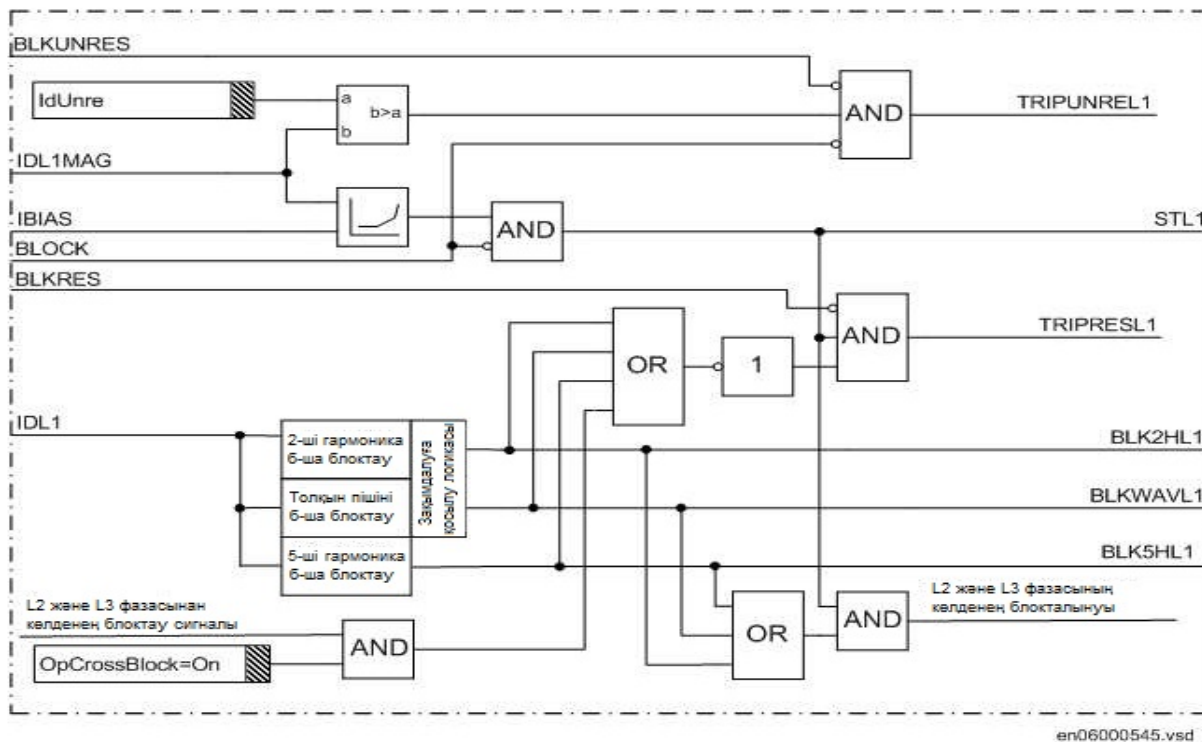 BLKUNRES
IdUnre
a
b>a
b
AND
TRIPUNREL1
IDL1MAG
IBIAS
AND
STL1
BLOCK
BLKRES
OR
1
AND
TRIPRESL1
IDL1
2-ші гармоника
б-ша блоктау
Толқын пішіні
б-ша блоктау
5-ші гармоника
б-ша блоктау
Зақымдалуға
қосылу логикасы
BLK2HL1
BLKWAVL1
BLK5HL1
L2 және L3 фазасынан
көлденең блоктау сигналы
AND
OpCrossBlock=On
OR
AND
L2 және L3 фазасының
көлденең блокталынуы
en06000545.vsd